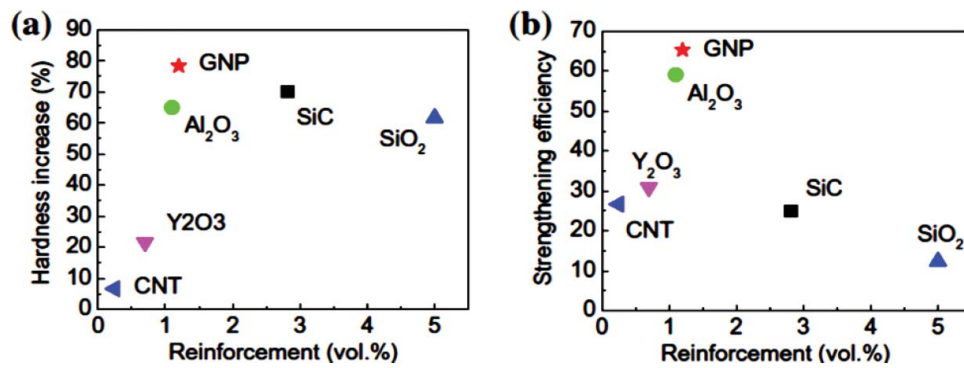 (a)
Hardness increase (%)
90
80
70
60
50
40
30
20
10
0
GNP
Al₂O₃
SiC
SiO₂
Y2O3
CNT
0 1 2 3 4 5
Reinforcement (vol.%)
(b)
Strengthening efficiency
70
60
50
40
30
20
10
0
GNP
Al₂O₃
Y₂O₃
SiC
CNT
SiO₂
0 1 2 3 4 5
Reinforcement (vol.%)